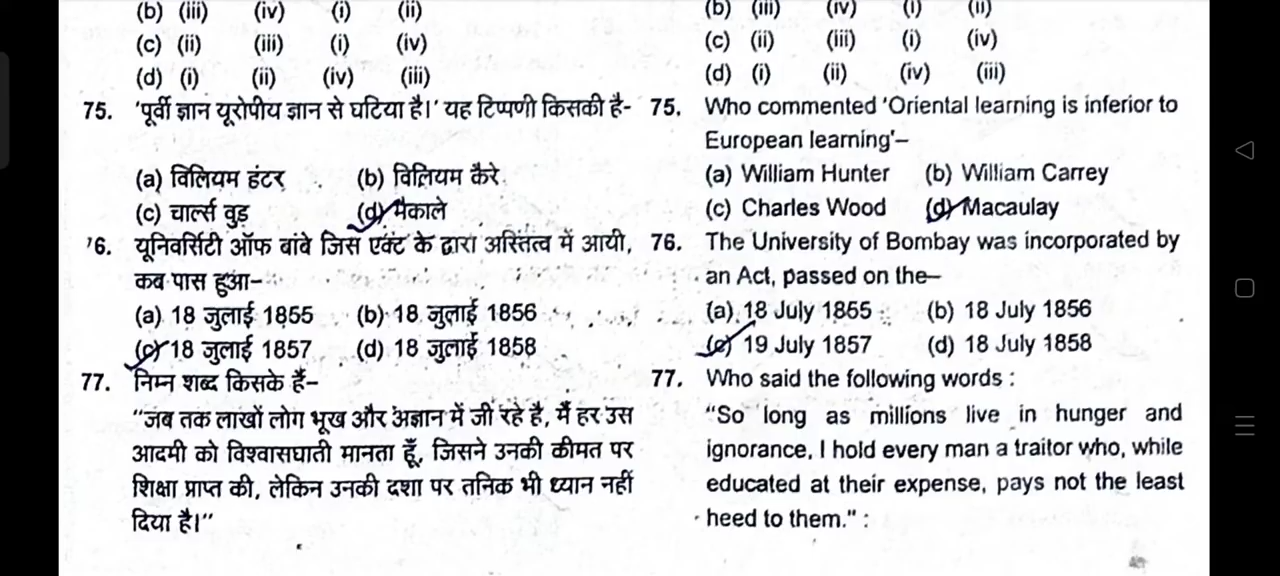 (b) (iii) (iv) (i) (ii)
(c) (ii) (iii) (i) (iv)
(d) (i) (ii) (iv) (iii)
75. 'पूर्वी ज्ञान यूरोपीय ज्ञान से घटिया है।' यह टिप्पणी किसकी है–
(a) विलियम हंटर (b) विलियम कैरे
(c) चार्ल्स वुड (d) मैकाले
76. यूनिवर्सिटी ऑफ बांबे जिस एक्ट के द्वारा अस्तित्व में आयी,
कब पास हुआ–
(a) 18 जुलाई 1855 (b) 18 जुलाई 1856
(c) 18 जुलाई 1857 (d) 18 जुलाई 1858
77. निम्न शब्द किसके हैं–
“जब तक लाखों लोग भूख और अज्ञान में जी रहे है, मैं हर उस
आदमी को विश्वासघाती मानता हूँ, जिसने उनकी कीमत पर
शिक्षा प्राप्त की, लेकिन उनकी दशा पर तनिक भी ध्यान नहीं
दिया है।”
(b) (iii) (iv) (i) (ii)
(c) (ii) (iii) (i) (iv)
(d) (i) (ii) (iv) (iii)
75. Who commented 'Oriental learning is inferior to
European learning'–
(a) William Hunter (b) William Carrey
(c) Charles Wood (d) Macaulay
76. The University of Bombay was incorporated by
an Act, passed on the–
(a) 18 July 1855 (b) 18 July 1856
(c) 19 July 1857 (d) 18 July 1858
77. Who said the following words :
“So long as millions live in hunger and
ignorance, I hold every man a traitor who, while
educated at their expense, pays not the least
heed to them.” :